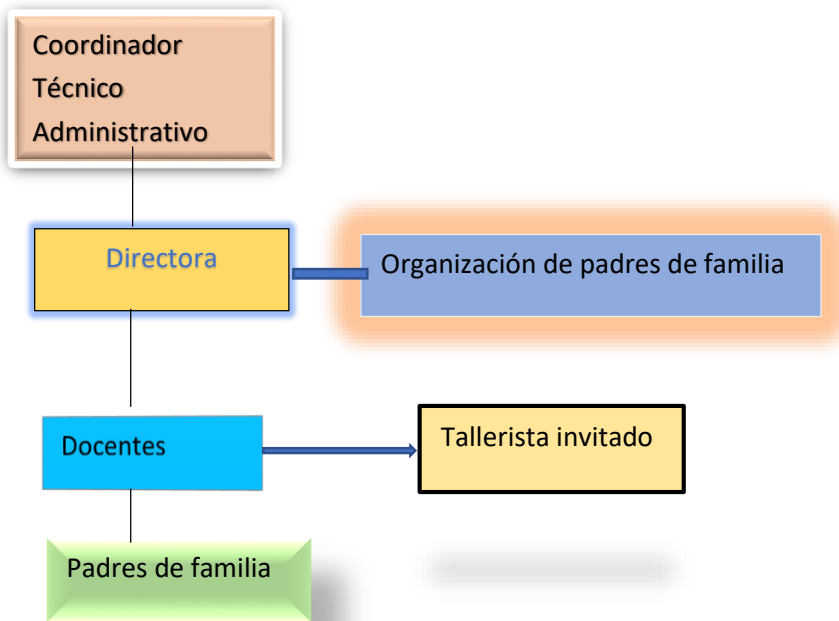 Coordinador
Técnico
Administrativo
Directora
Organización de padres de familia
Docentes
Tallerista invitado
Padres de familia